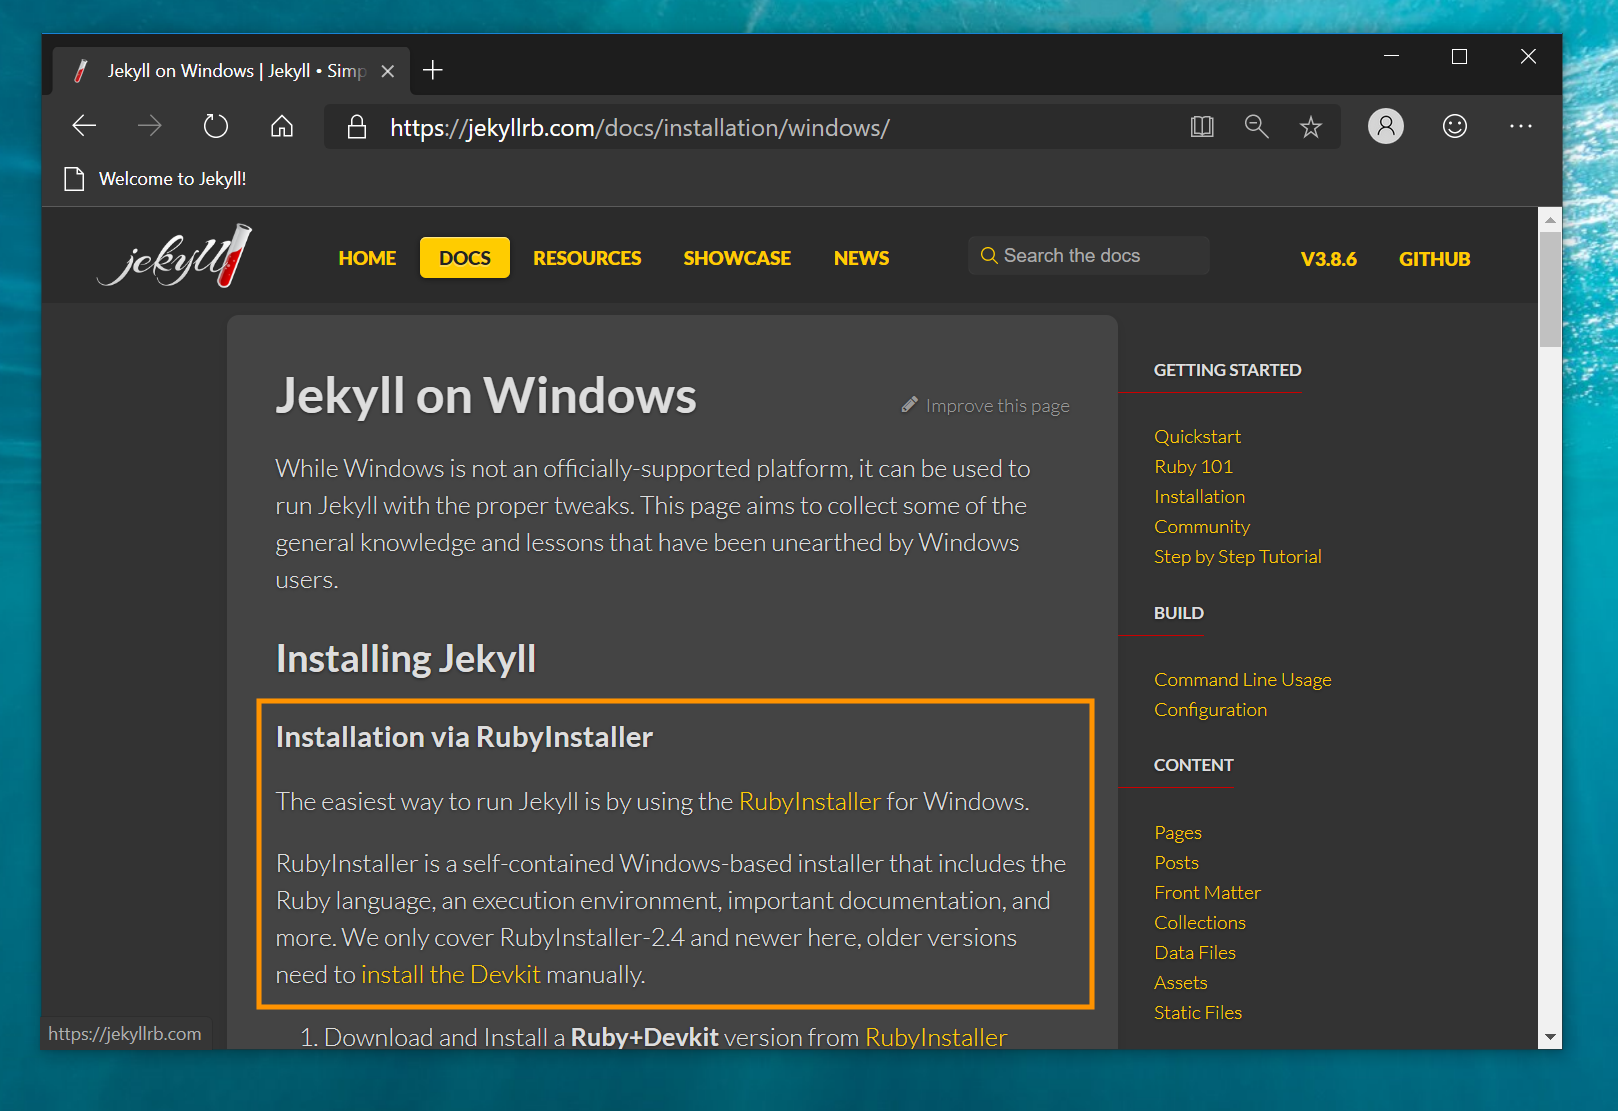 Jekyll on Windows | Jekyll • Simp
https://jekyllrb.com/docs/installation/windows/
Welcome to Jekyll!
jekyll
HOME DOCS RESOURCES SHOWCASE NEWS Search the docs V3.8.6 GITHUB
Jekyll on Windows
Improve this page
While Windows is not an officially-supported platform, it can be used to
run Jekyll with the proper tweaks. This page aims to collect some of the
general knowledge and lessons that have been unearthed by Windows
users.
Installing Jekyll
Installation via RubyInstaller
The easiest way to run Jekyll is by using the RubyInstaller for Windows.
RubyInstaller is a self-contained Windows-based installer that includes the
Ruby language, an execution environment, important documentation, and
more. We only cover RubyInstaller-2.4 and newer here, older versions
need to install the Devkit manually.
1. Download and Install a Ruby+Devkit version from RubyInstaller
GETTING STARTED
Quickstart
Ruby 101
Installation
Community
Step by Step Tutorial
BUILD
Command Line Usage
Configuration
CONTENT
Pages
Posts
Front Matter
Collections
Data Files
Assets
Static Files
https://jekyllrb.com